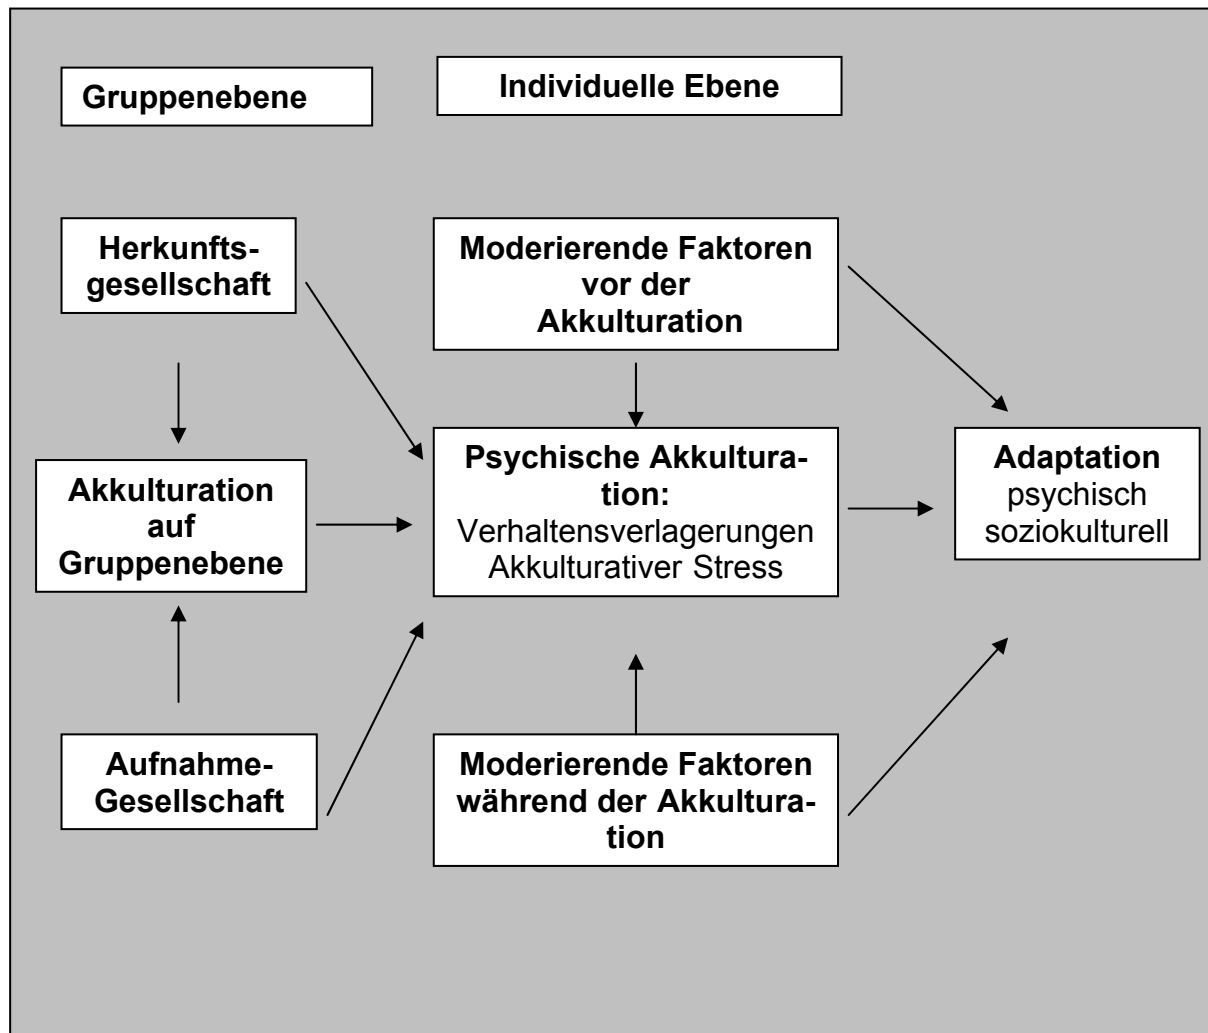 Gruppenebene
Individuelle Ebene
Herkunfts-
gesellschaft
Moderierende Faktoren
vor der
Akkulturation
Akkulturation
auf
Gruppenebene
Psychische Akkultura-
tion:
Verhaltensverlagerungen
Akkulturativer Stress
Adaptation
psychisch
soziokulturell
Aufnahme-
Gesellschaft
Moderierende Faktoren
während der Akkultura-
tion